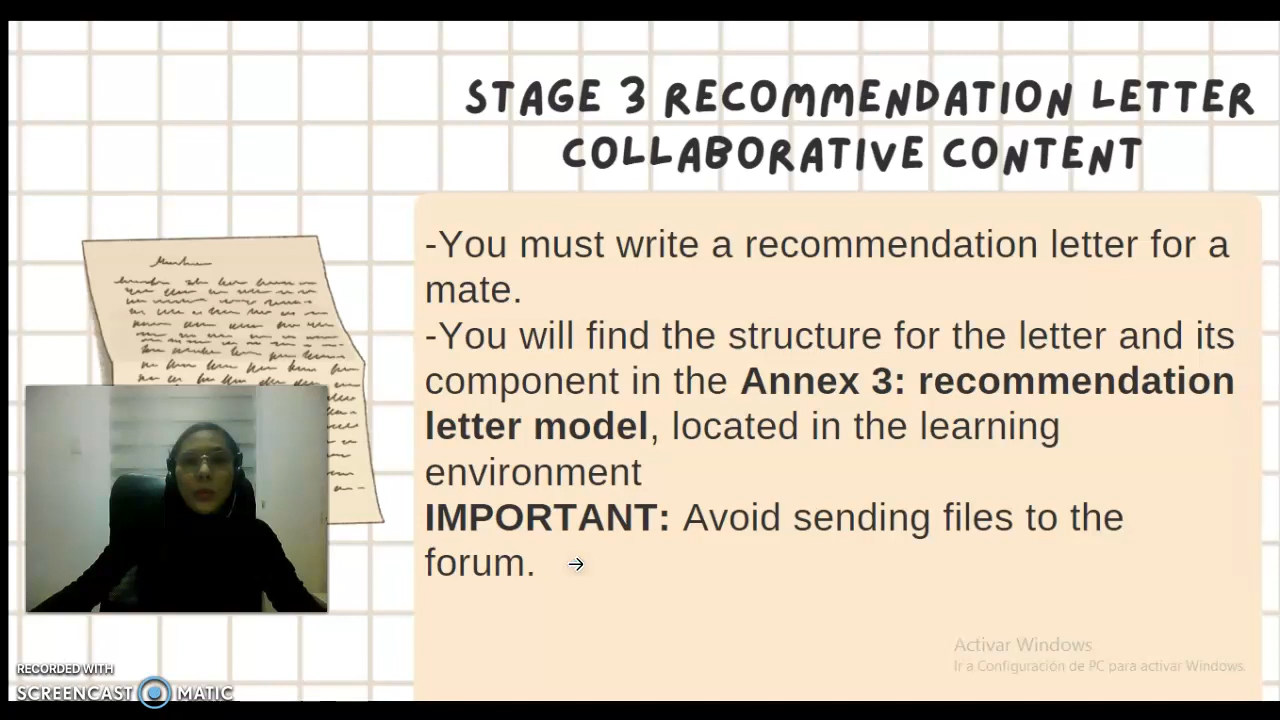 STAGE 3 RECOMMENDATION LETTER
COLLABORATIVE CONTENT
-You must write a recommendation letter for a
mate.
-You will find the structure for the letter and its
component in the Annex 3: recommendation
letter model, located in the learning
environment
IMPORTANT: Avoid sending files to the
forum.
Activar Windows
Ir a Configuración de PC para activar Windows.
RECORDED WITH
SCREENCAST MATIC